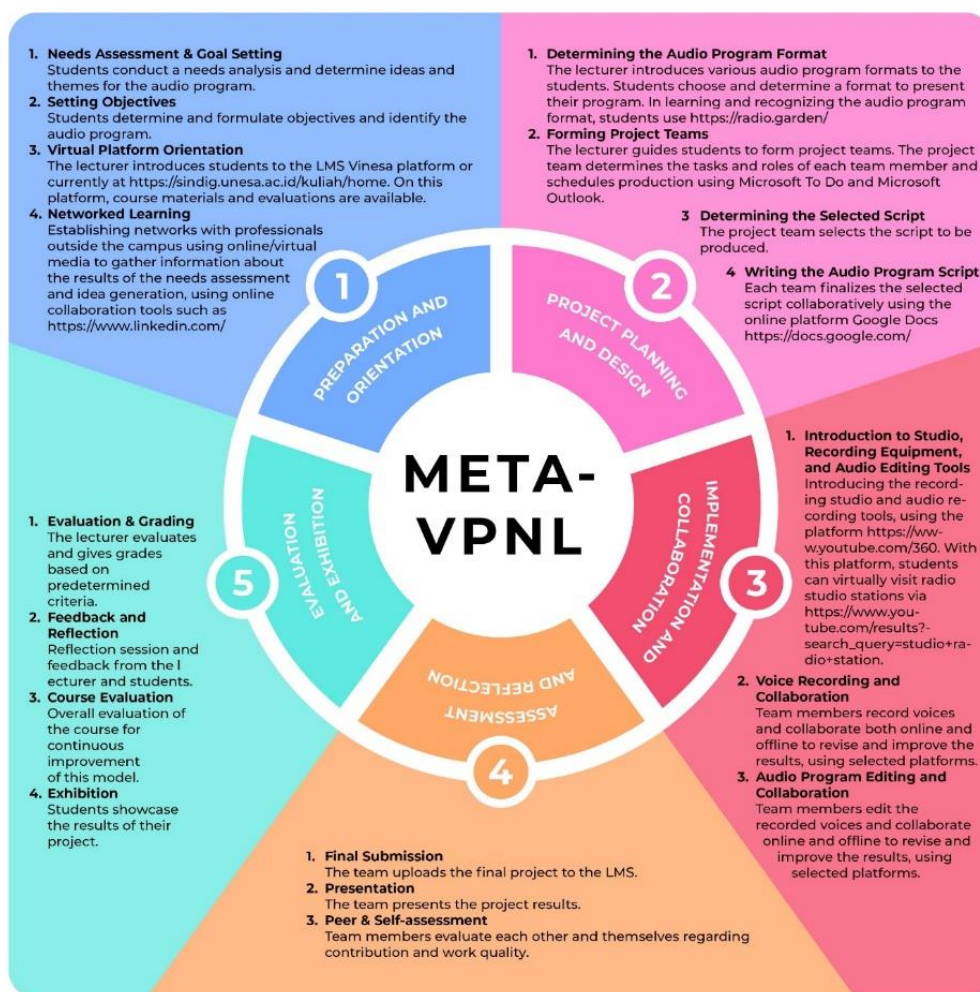 1. Needs Assessment & Goal Setting
Students conduct a needs analysis and determine ideas and
themes for the audio program.
2. Setting Objectives
Students determine and formulate objectives and identify the
audio program.
3. Virtual Platform Orientation
The lecturer introduces students to the LMS Vinesa platform or
currently at https://sindig.unesa.ac.id/kuliah/home. On this
platform, course materials and evaluations are available.
4. Networked Learning
Establishing networks with professionals
outside the campus using online/virtual
media to gather information about
the results of the needs assessment
and idea generation, using online
collaboration tools such as
https://www.linkedin.com/
1
PREPARATION AND
ORIENTATION
1. Determining the Audio Program Format
The lecturer introduces various audio program formats to the
students. Students choose and determine a format to present
their program. In learning and recognizing the audio program
format, students use https://radio.garden/
2. Forming Project Teams
The lecturer guides students to form project teams. The project
team determines the tasks and roles of each team member and
schedules production using Microsoft To Do and Microsoft
Outlook.
3 Determining the Selected Script
The project team selects the script to be
produced.
4 Writing the Audio Program Script
Each team finalizes the selected
script collaboratively using the
online platform Google Docs
https://docs.google.com/
2
PROJECT PLANNING
AND DESIGN
META-
VPNL
1. Introduction to Studio,
Recording Equipment,
and Audio Editing Tools
Introducing the record-
ing studio and audio re-
cording tools, using the
platform https://ww-
w.youtube.com/360. With
this platform, students
can virtually visit radio
studio stations via
https://www.you-
tube.com/results?-
search_query=studio+ra-
dio+station.
2. Voice Recording and
Collaboration
Team members record voices
and collaborate both online and
offline to revise and improve the
results, using selected platforms.
3. Audio Program Editing and
Collaboration
Team members edit the
recorded voices and collaborate
online and offline to revise and
improve the results, using
selected platforms.
3
IMPLEMENTATION AND
COLLABORATION
ASSESSMENT
AND REFLECTION
4
1. Final Submission
The team uploads the final project to the LMS.
2. Presentation
The team presents the project results.
3. Peer & Self-assessment
Team members evaluate each other and themselves regarding
contribution and work quality.
5
EVALUATION
AND EXHIBITION
1. Evaluation & Grading
The lecturer evaluates
and gives grades
based on
predetermined
criteria.
2. Feedback and
Reflection
Reflection session and
feedback from the l
ecturer and students.
3. Course Evaluation
Overall evaluation of
the course for
continuous
improvement
of this model.
4. Exhibition
Students showcase
the results of their
project.